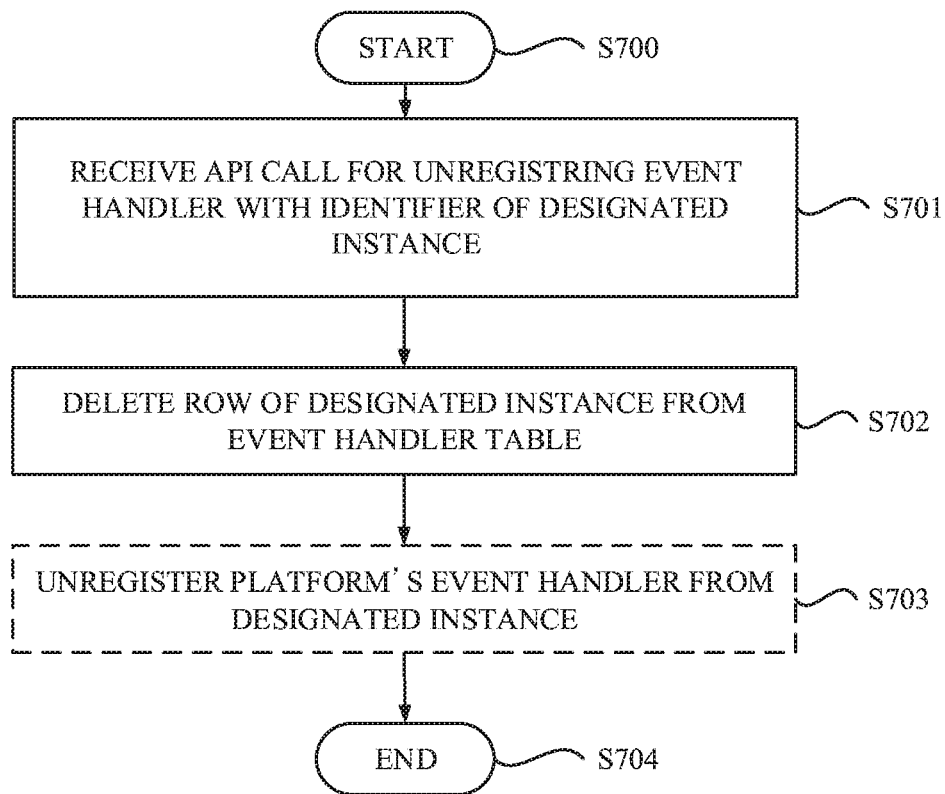 START
S700
RECEIVE API CALL FOR UNREGISTRING EVENT
HANDLER WITH IDENTIFIER OF DESIGNATED
INSTANCE
S701
DELETE ROW OF DESIGNATED INSTANCE FROM
EVENT HANDLER TABLE
S702
UNREGISTER PLATFORM'S EVENT HANDLER FROM
DESIGNATED INSTANCE
S703
END
S704